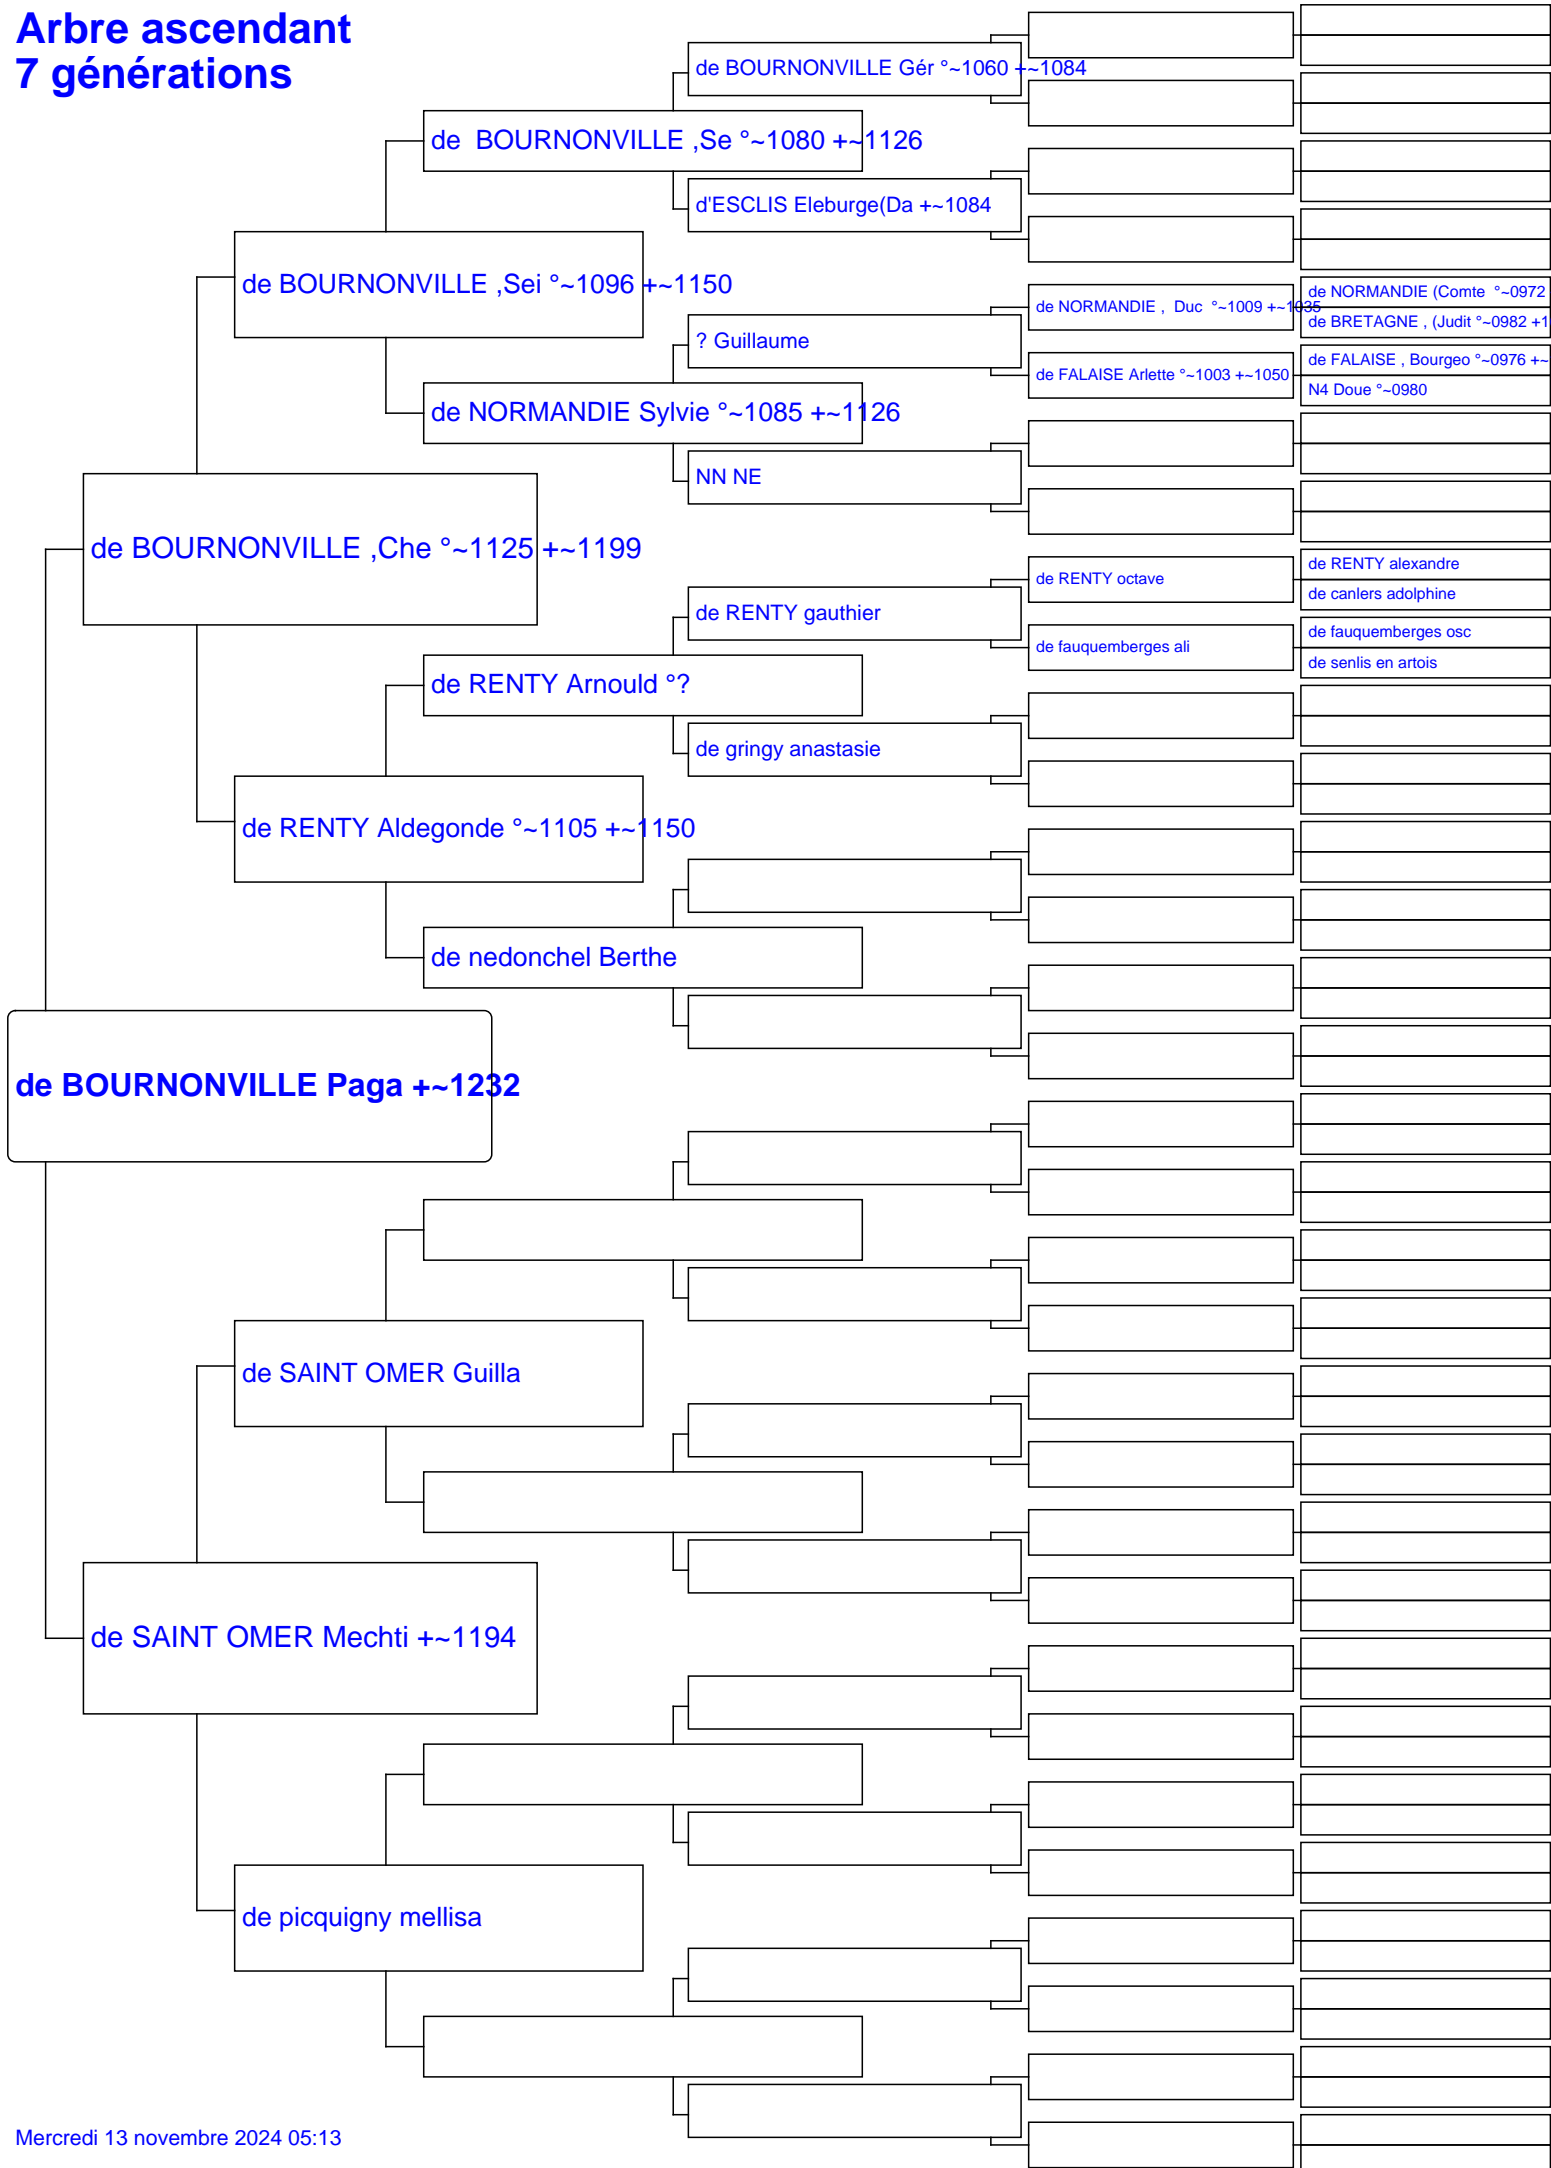 Arbre ascendant
7 générations
de BOURNONVILLE Gér °~1060 +~1084
de  BOURNONVILLE ,Se °~1080 +~1126
d'ESCLIS Eleburge(Da +~1084
de BOURNONVILLE ,Sei °~1096 +~1150
de NORMANDIE (Comte  °~0972
de NORMANDIE ,  Duc  °~1009 +~1035
de BRETAGNE , (Judit °~0982 +1
? Guillaume
de FALAISE , Bourgeo °~0976 +~
de FALAISE Arlette °~1003 +~1050
N4 Doue °~0980
de NORMANDIE Sylvie °~1085 +~1126
NN NE
de BOURNONVILLE ,Che °~1125 +~1199
de RENTY alexandre
de RENTY octave
de canlers adolphine
de RENTY gauthier
de fauquemberges osc
de fauquemberges ali
de senlis en artois
de RENTY Arnould °?
de gringy anastasie
de RENTY Aldegonde °~1105 +~1150
de nedonchel Berthe
de BOURNONVILLE Paga +~1232
de SAINT OMER Guilla
de SAINT OMER Mechti +~1194
de picquigny mellisa
Mercredi 13 novembre 2024 05:13